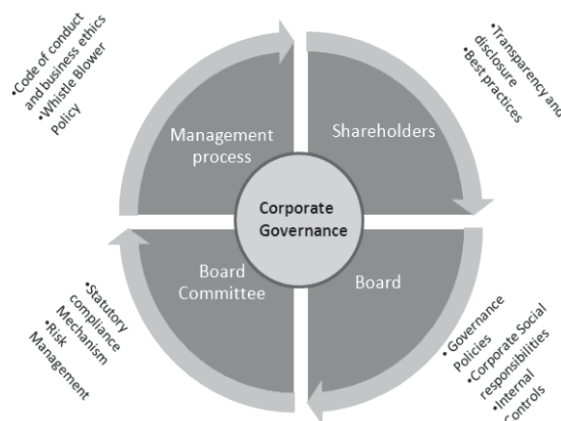 •Code of conduct
and business ethics
•Whistle Blower
Policy
•Transparency and
disclosure
•Best practices
Management
process
Shareholders
Corporate
Governance
Board
Committee
Board
•Statutory
compliance
Mechanism
•Risk
Management
• Governance
Policies
•Corporate Social
responsibilities
•Internal
Controls